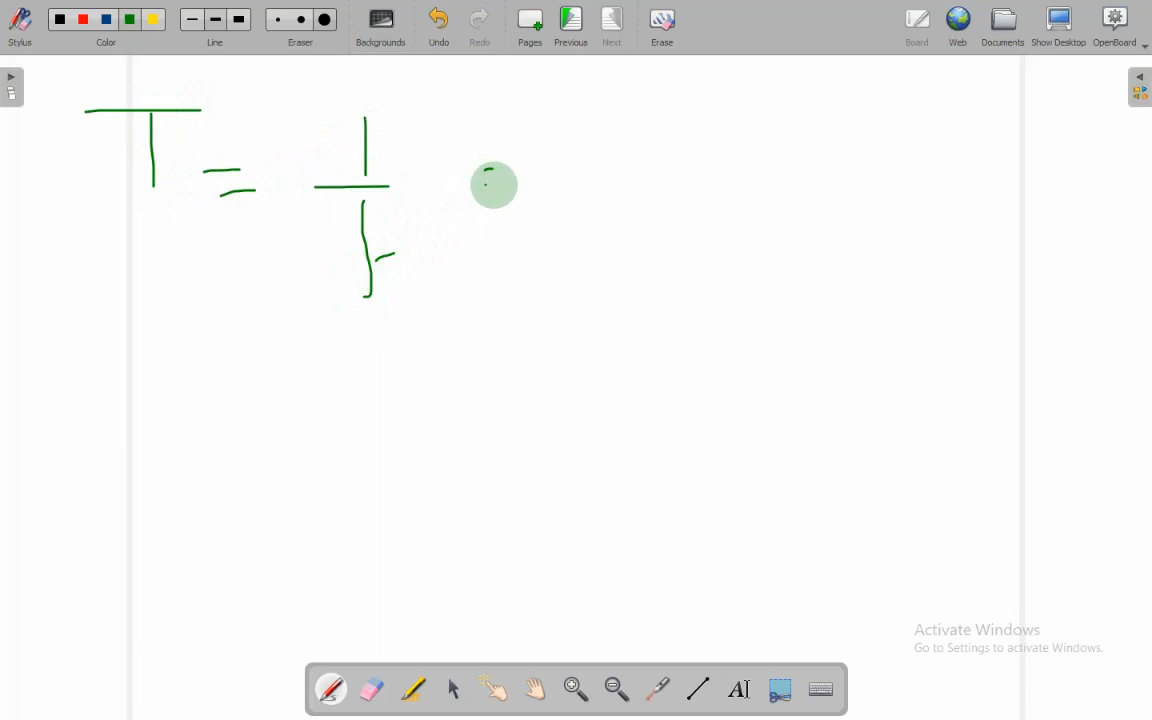 Stylus
Color
Line
Eraser
Backgrounds
Undo
Redo
Pages
Previous
Next
Erase
Board
Web
Documents
Show Desktop
OpenBoard
T = 1
Activate Windows
Go to Settings to activate Windows.